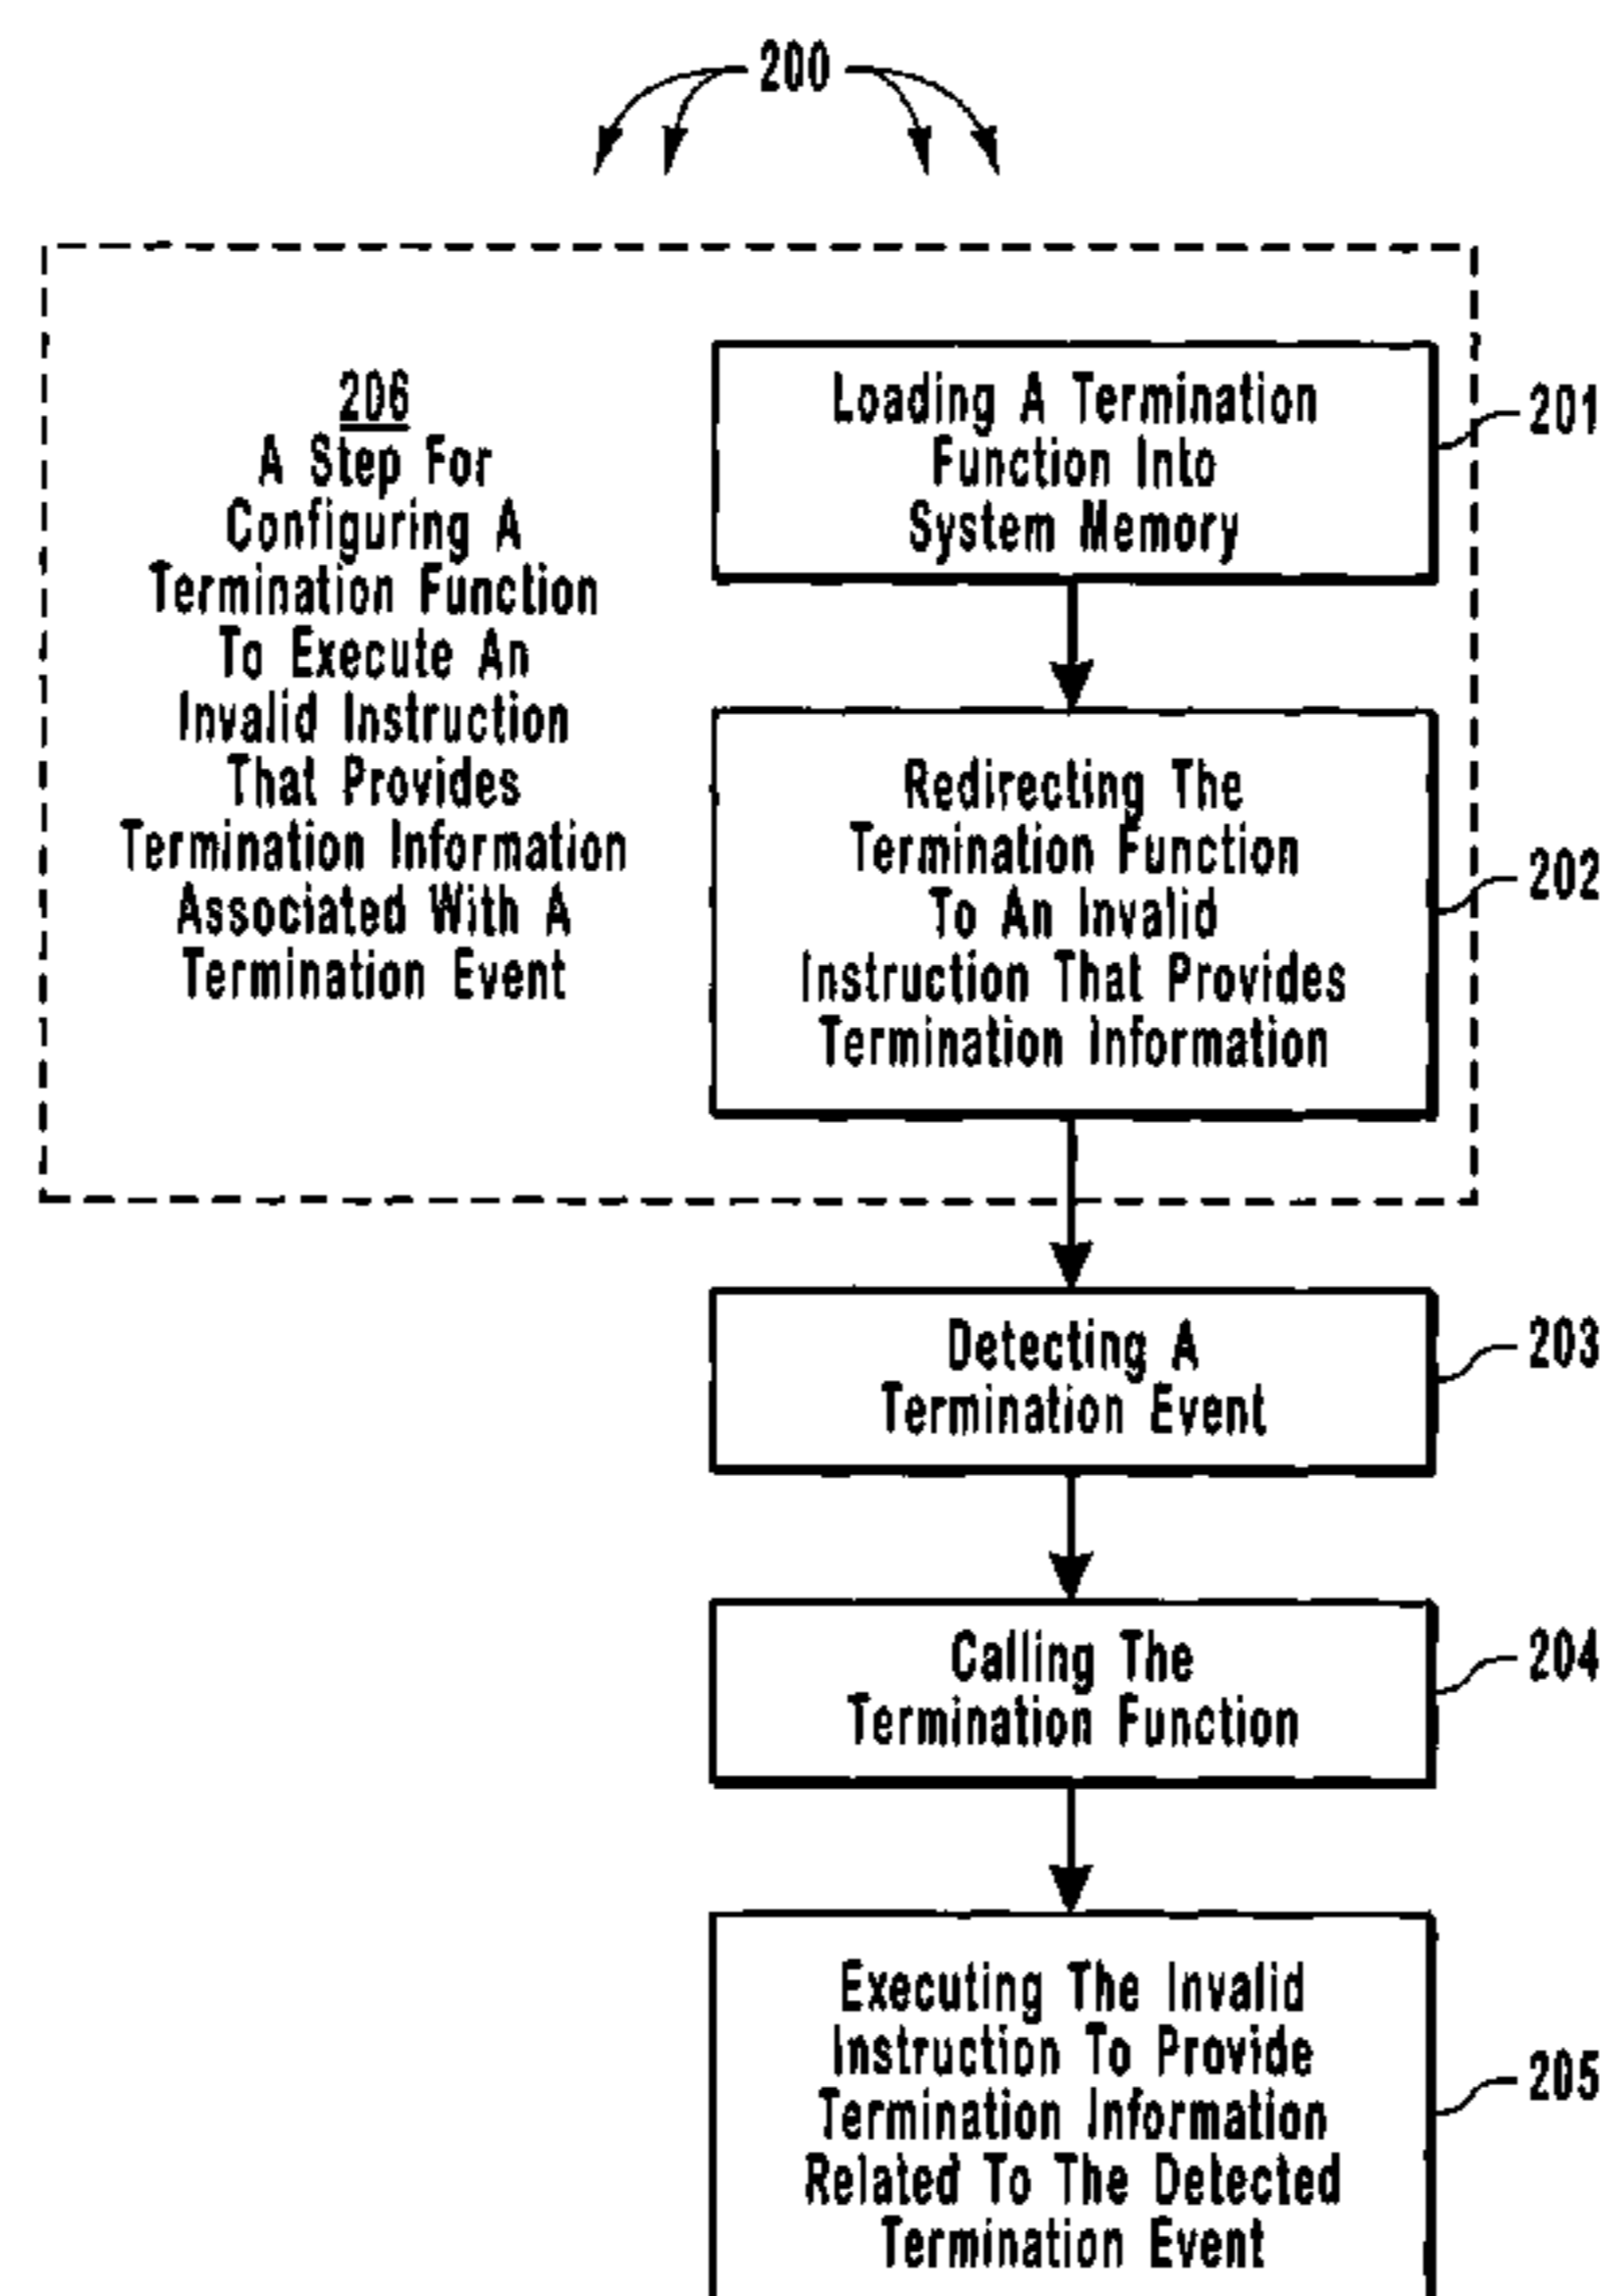 200
206
A Step For
Configuring A
Termination Function
To Execute An
Invalid Instruction
That Provides
Termination Information
Associated With A
Termination Event
Loading A Termination
Function Into
System Memory
201
Redirecting The
Termination Function
To An Invalid
Instruction That Provides
Termination Information
202
Detecting A
Termination Event
203
Calling The
Termination Function
204
Executing The Invalid
Instruction To Provide
Termination Information
Related To The Detected
Termination Event
205